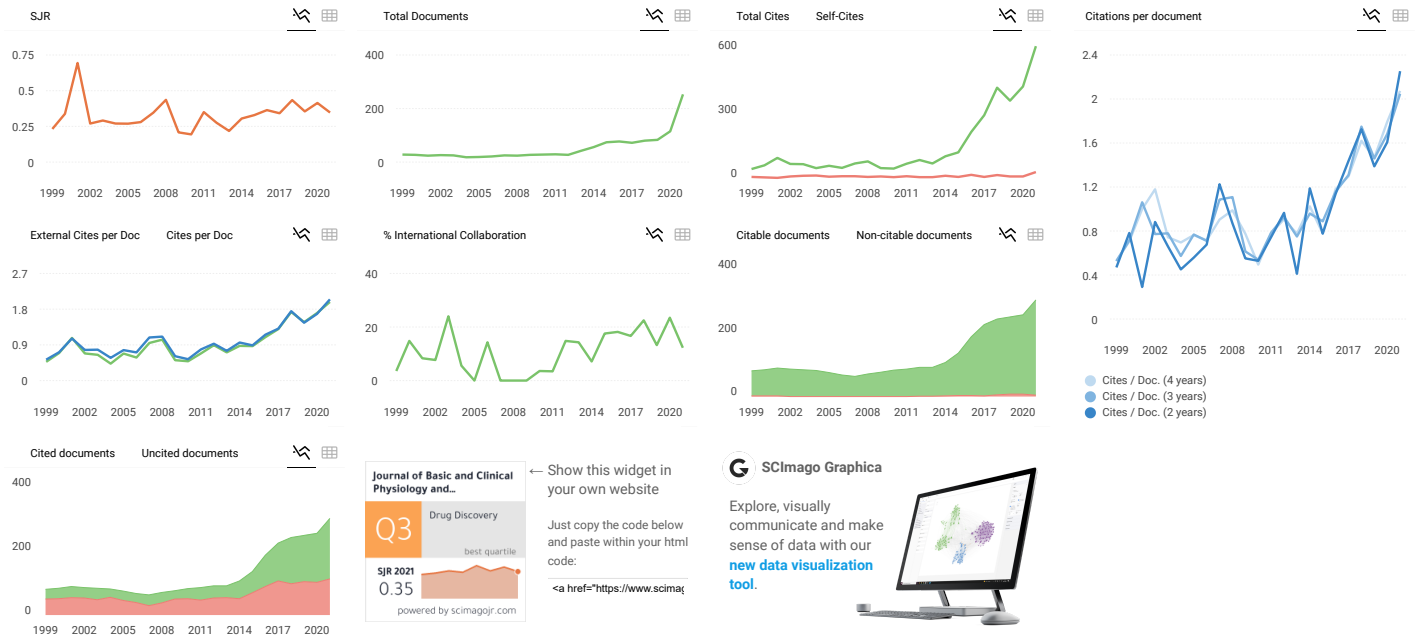 SJR
0.75
0.5
0.25
0
1999 2002 2005 2008 2011 2014 2017 2020
Total Documents
400
200
0
1999 2002 2005 2008 2011 2014 2017 2020
Total Cites Self-Cites
600
300
0
1999 2002 2005 2008 2011 2014 2017 2020
Citations per document
2.4
2
1.6
1.2
0.8
0.4
0
1999 2002 2005 2008 2011 2014 2017 2020
Cites / Doc. (4 years)
Cites / Doc. (3 years)
Cites / Doc. (2 years)
External Cites per Doc Cites per Doc
2.7
1.8
0.9
0
1999 2002 2005 2008 2011 2014 2017 2020
% International Collaboration
40
20
0
1999 2002 2005 2008 2011 2014 2017 2020
Citable documents Non-citable documents
400
200
0
1999 2002 2005 2008 2011 2014 2017 2020
Cited documents Uncited documents
400
200
0
1999 2002 2005 2008 2011 2014 2017 2020
Journal of Basic and Clinical
Physiology and...
Q3
Drug Discovery
best quartile
SJR 2021
0.35
powered by scimagojr.com
← Show this widget in
your own website
Just copy the code below
and paste within your html
code:
<a href="https://www.scimag
SCImago Graphica
Explore, visually
communicate and make
sense of data with our
new data visualization
tool.